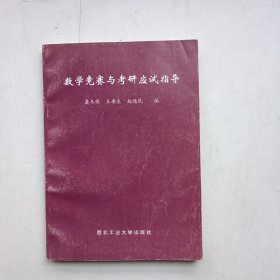 数学竞赛与考研应试指导
编
西北工业大学出版社